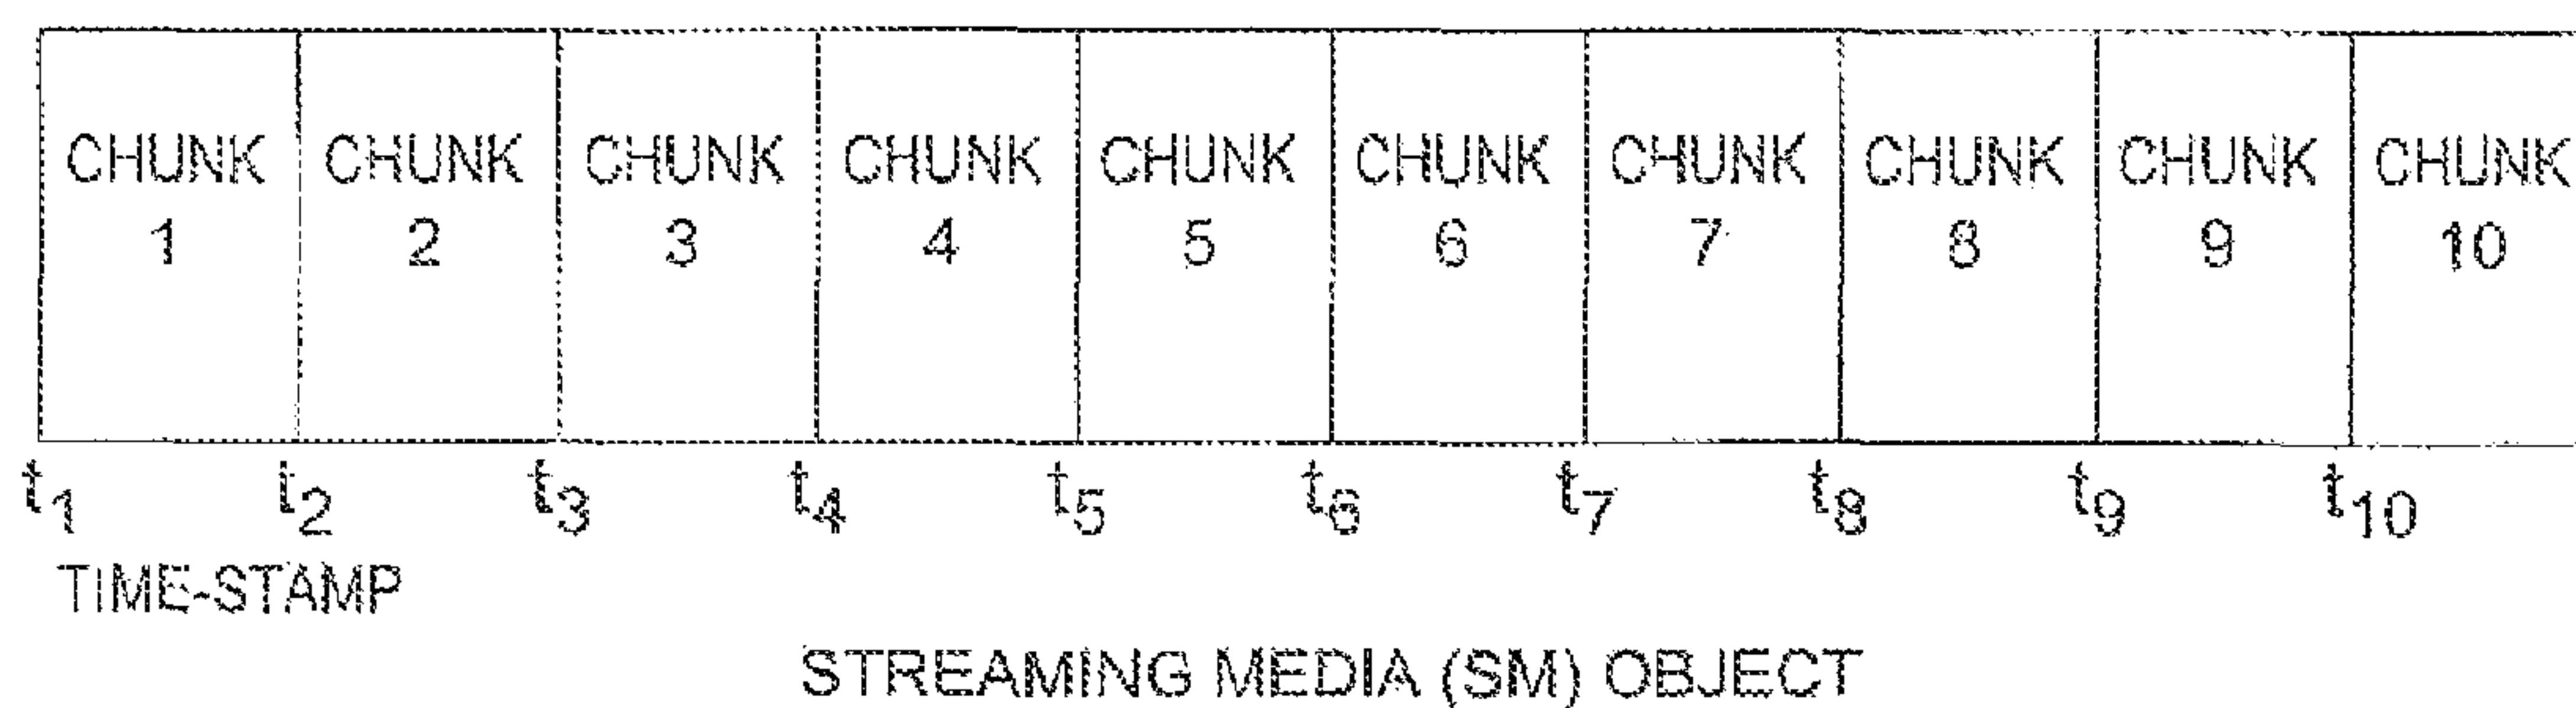 CHUNK CHUNK CHUNK CHUNK CHUNK CHUNK CHUNK CHUNK CHUNK CHUNK
1 2 3 4 5 6 7 8 9 10
t1 t2 t3 t4 t5 t6 t7 t8 t9 t10
TIME-STAMP
STREAMING MEDIA (SM) OBJECT